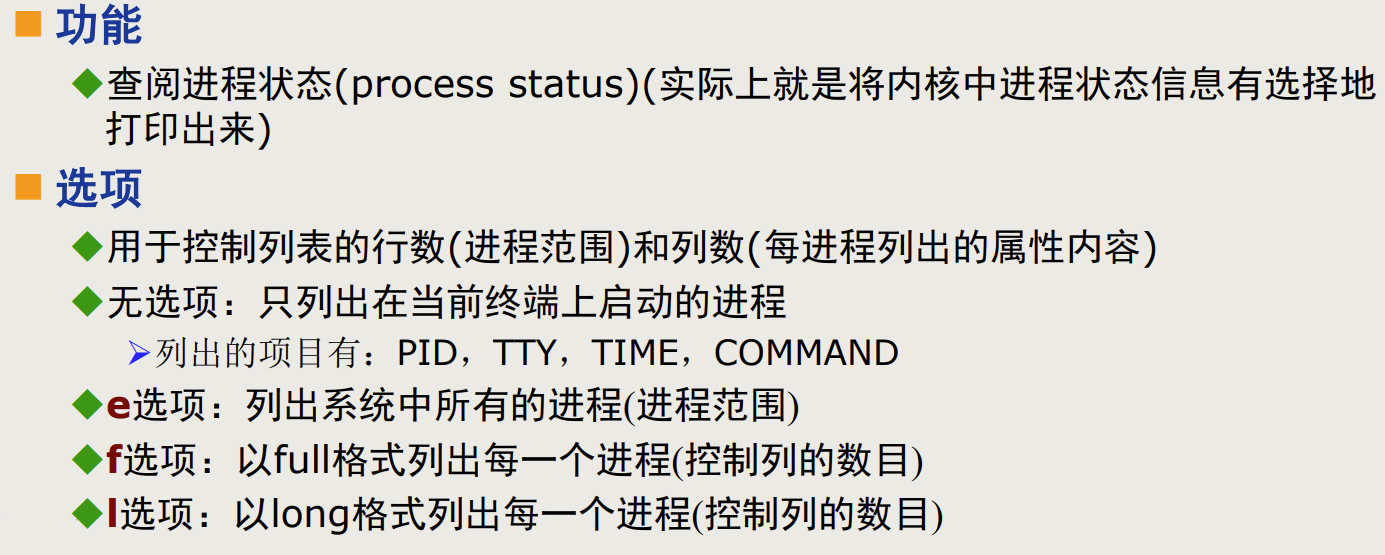 功能
查阅进程状态(process status)(实际上就是将内核中进程状态信息有选择地
打印出来)
选项
用于控制列表的行数(进程范围)和列数(每进程列出的属性内容)
无选项：只列出在当前终端上启动的进程
列出的项目有：PID，TTY，TIME，COMMAND
e选项：列出系统中所有的进程(进程范围)
f选项：以full格式列出每一个进程(控制列的数目)
l选项：以long格式列出每一个进程(控制列的数目)